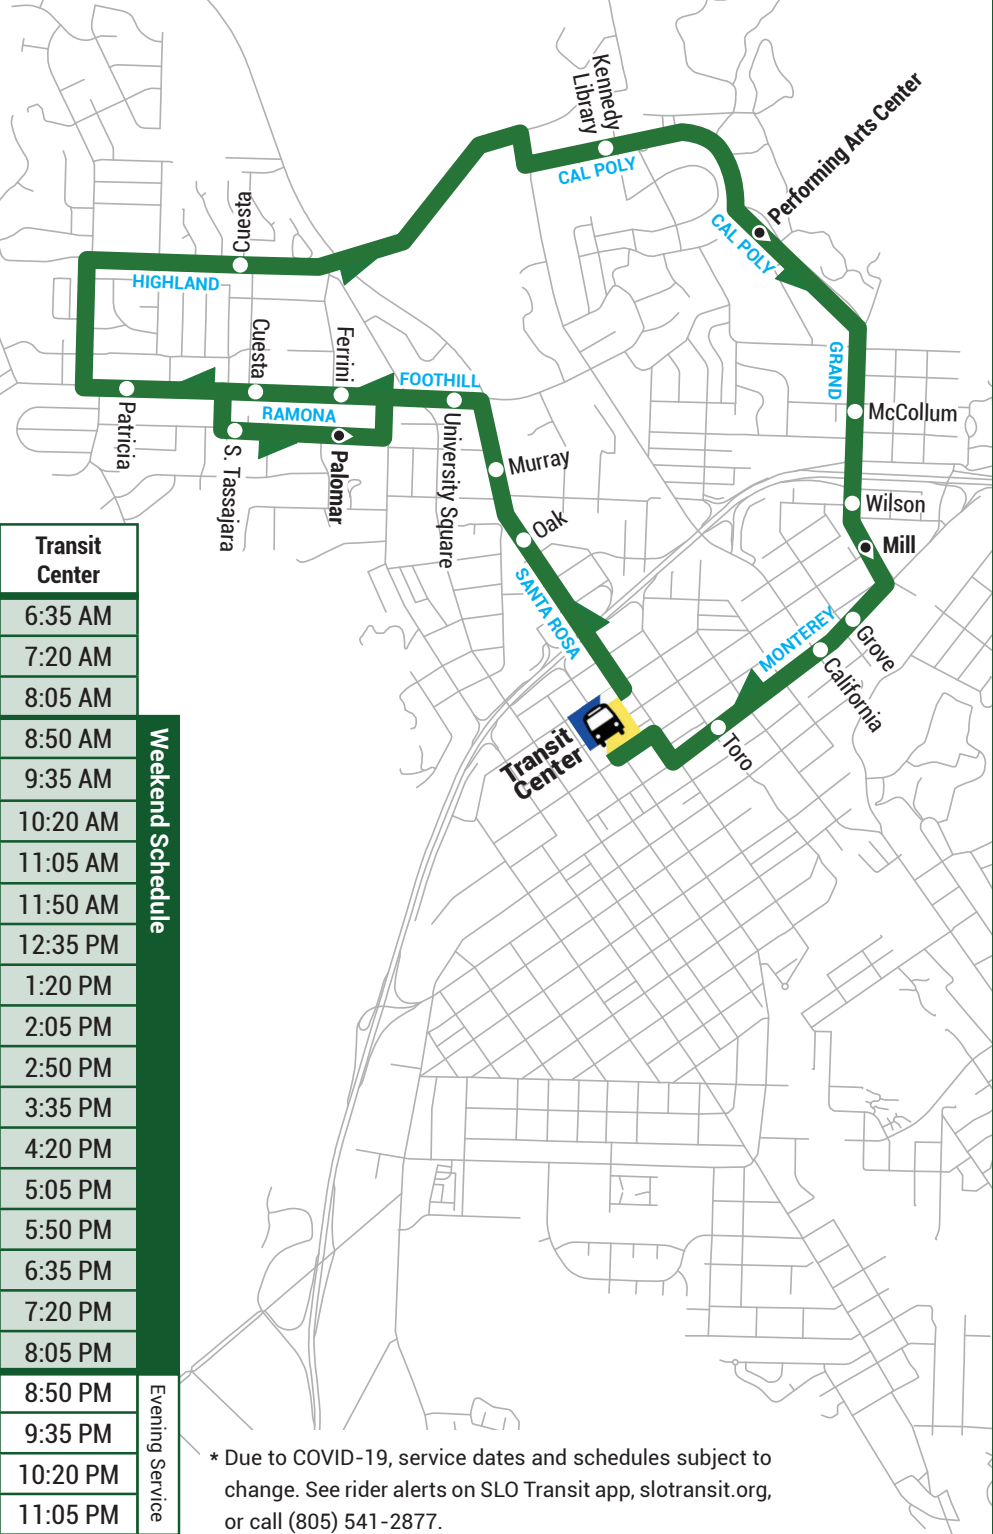 Kennedy
Library
CAL POLY
Performing Arts Center
CAL POLY
Cuesta
HIGHLAND
GRAND
McCollum
Cuesta
Ferrini
FOOTHILL
RAMONA
Patricia
S. Tassajara
Palomar
University Square
Murray
Oak
SANTA ROSA
Wilson
Mill
MONTEREY
Grove
California
Toro
Transit
Center
Transit
Center
6:35 AM
7:20 AM
8:05 AM
8:50 AM
9:35 AM
10:20 AM
11:05 AM
11:50 AM
12:35 PM
1:20 PM
2:05 PM
2:50 PM
3:35 PM
4:20 PM
5:05 PM
5:50 PM
6:35 PM
7:20 PM
8:05 PM
8:50 PM
9:35 PM
10:20 PM
11:05 PM
Weekend Schedule
Evening Service
* Due to COVID-19, service dates and schedules subject to
change. See rider alerts on SLO Transit app, slotransit.org,
or call (805) 541-2877.